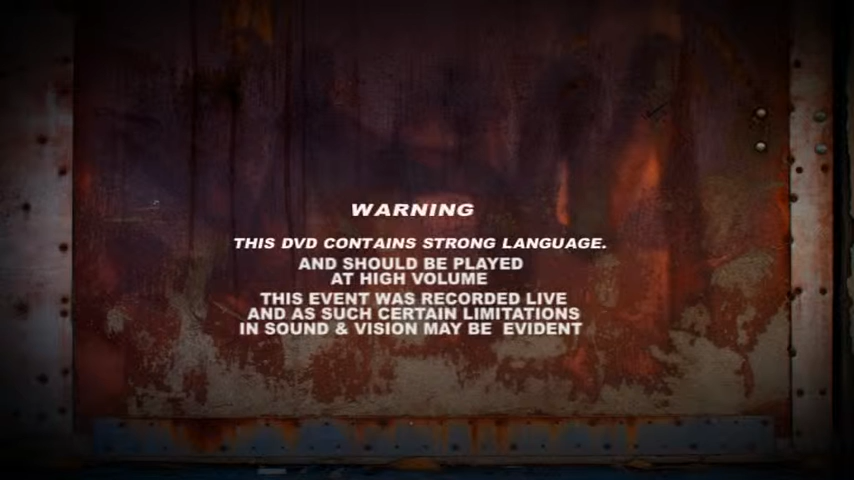 WARNING
THIS DVD CONTAINS STRONG LANGUAGE.
AND SHOULD BE PLAYED
AT HIGH VOLUME
THIS EVENT WAS RECORDED LIVE
AND AS SUCH CERTAIN LIMITATIONS
IN SOUND & VISION MAY BE EVIDENT